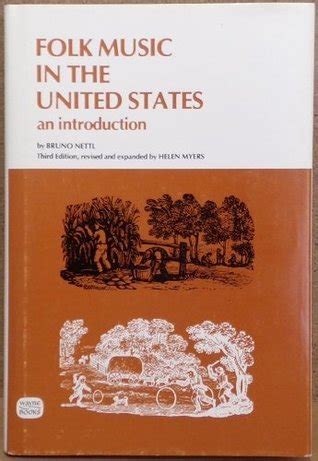 FOLK MUSIC
IN THE
UNITED STATES
an introduction
by BRUNO NETTL
Third Edition, revised and expanded by HELEN MYERS
WAYNE
BOOKS